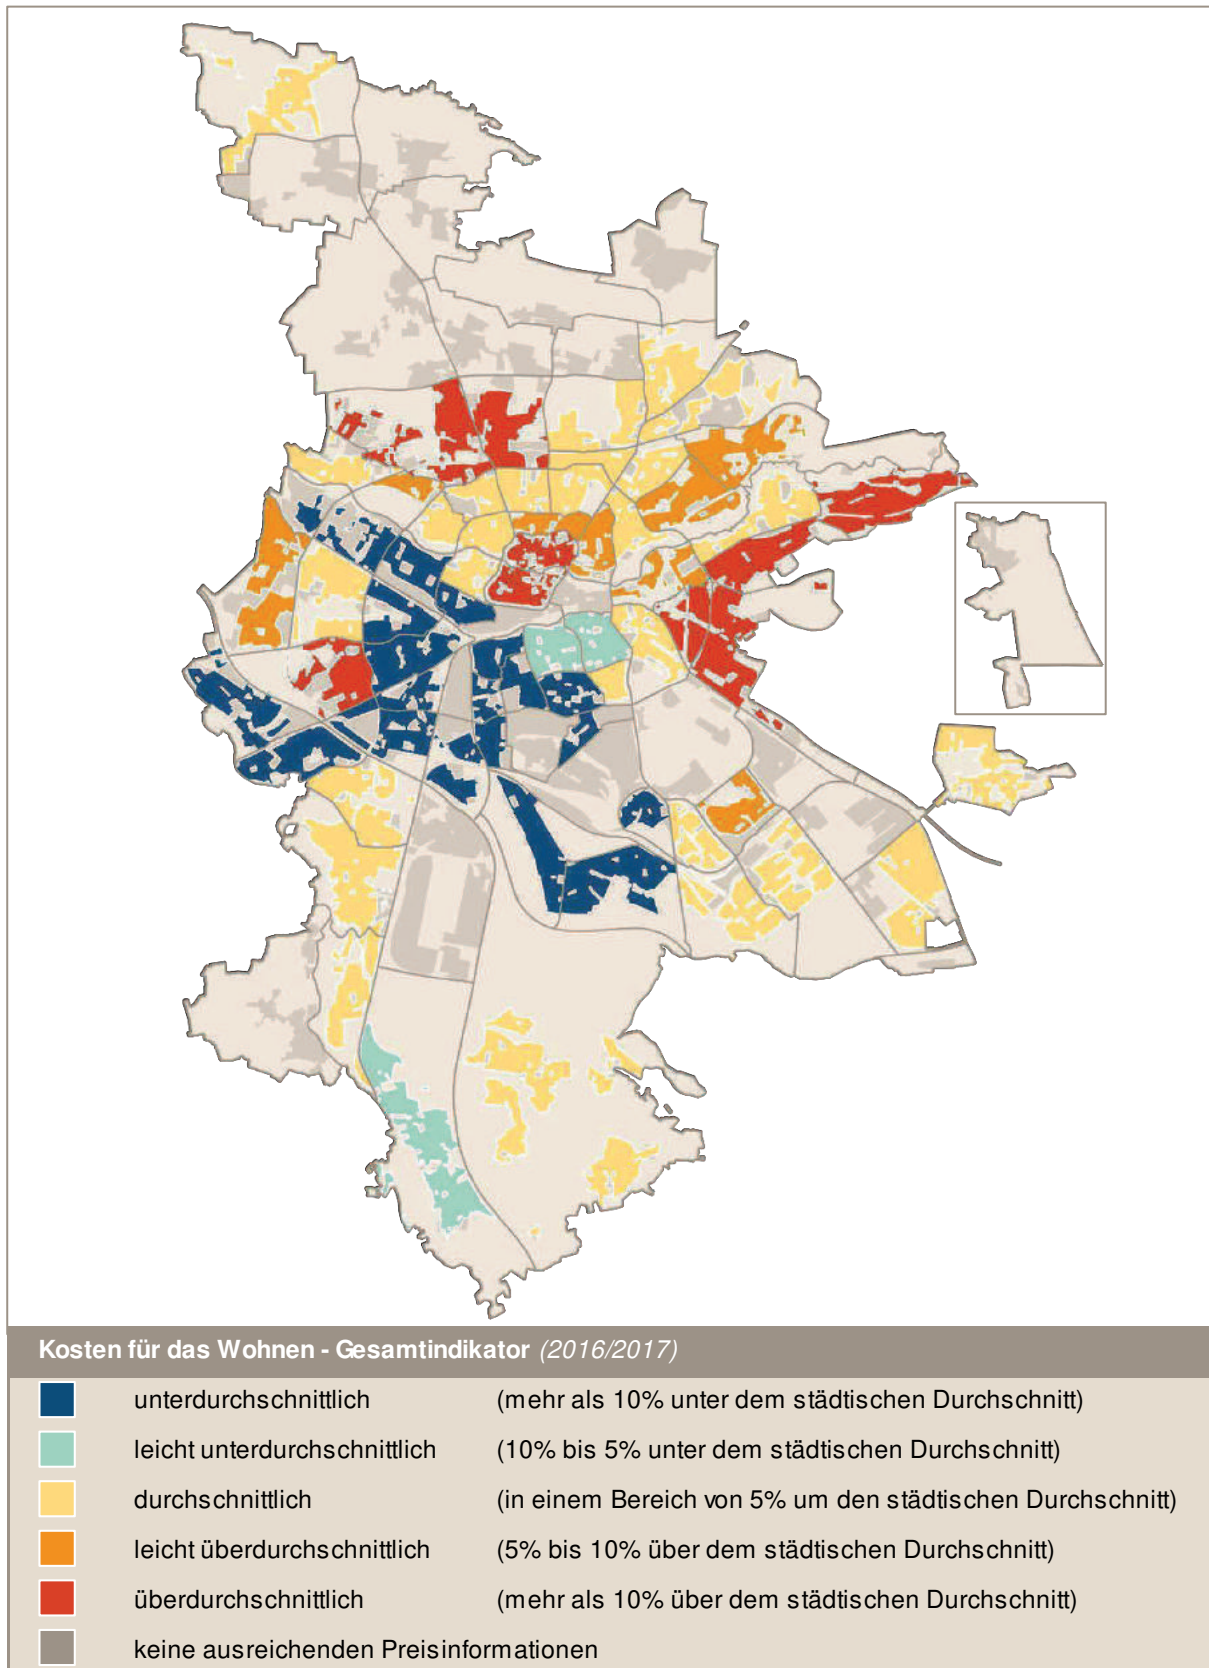 Kosten für das Wohnen - Gesamtindikator (2016/2017)
unterdurchschnittlich (mehr als 10% unter dem städtischen Durchschnitt)
leicht unterdurchschnittlich (10% bis 5% unter dem städtischen Durchschnitt)
durchschnittlich (in einem Bereich von 5% um den städtischen Durchschnitt)
leicht überdurchschnittlich (5% bis 10% über dem städtischen Durchschnitt)
überdurchschnittlich (mehr als 10% über dem städtischen Durchschnitt)
keine ausreichenden Preisinformationen